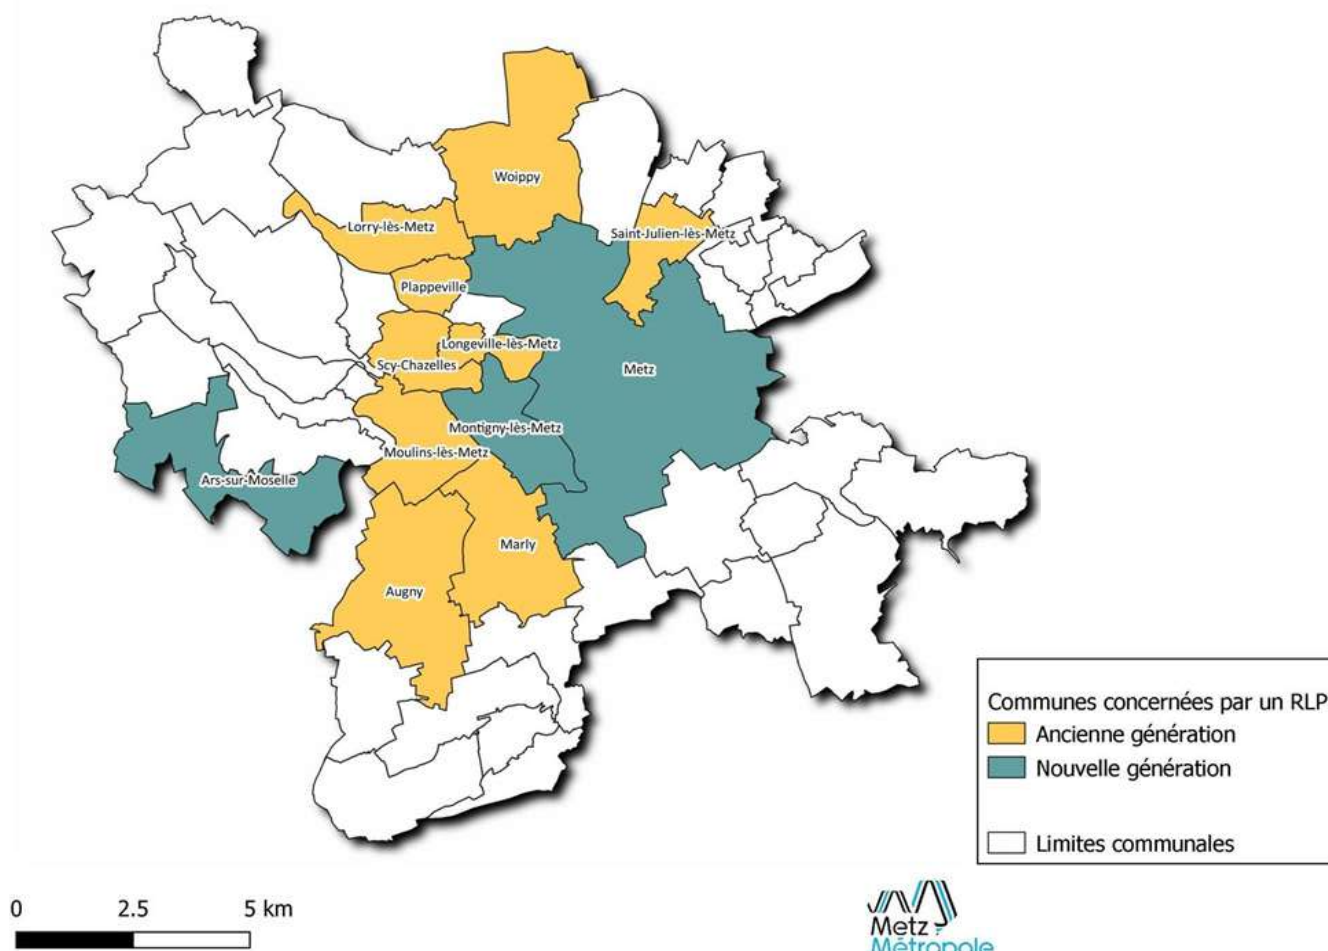 Woippy
Lorry-lès-Metz
Saint-Julien-lès-Metz
Plappeville
Longeville-lès-Metz
Scy-Chazelles
Metz
Montigny-lès-Metz
Moulins-lès-Metz
Ars-sur-Moselle
Marly
Augny
Communes concernées par un RLP
Ancienne génération
Nouvelle génération
Limites communales
0 2.5 5 km
Metz
Métropole